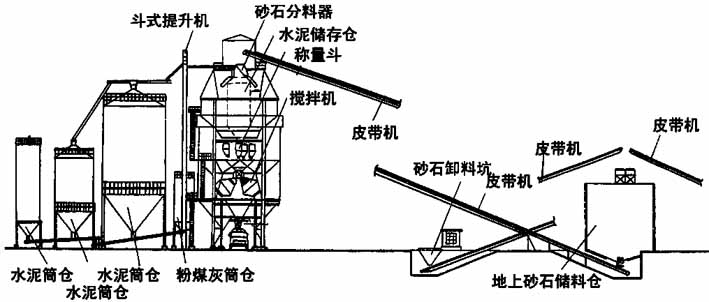 砂石分料器
斗式提升机
水泥储存仓
称量斗
搅拌机
皮带机
皮带机
皮带机
砂石卸料坑
皮带机
水泥筒仓
水泥筒仓
水泥筒仓
粉煤灰筒仓
地上砂石储料仓